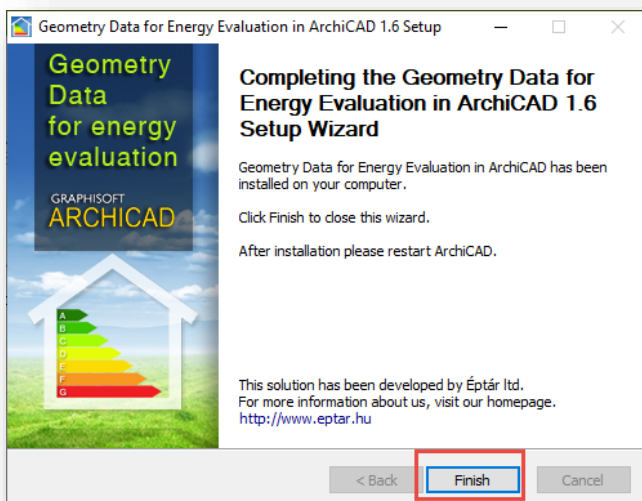 Geometry Data for Energy Evaluation in ArchiCAD 1.6 Setup
Geometry
Data
for energy
evaluation
GRAPHISOFT
ARCHICAD
A
B
C
D
E
F
G
Completing the Geometry Data for
Energy Evaluation in ArchiCAD 1.6
Setup Wizard
Geometry Data for Energy Evaluation in ArchiCAD has been
installed on your computer.
Click Finish to close this wizard.
After installation please restart ArchiCAD.
This solution has been developed by Éptár ltd.
For more information about us, visit our homepage.
http://www.eptar.hu
< Back
Finish
Cancel